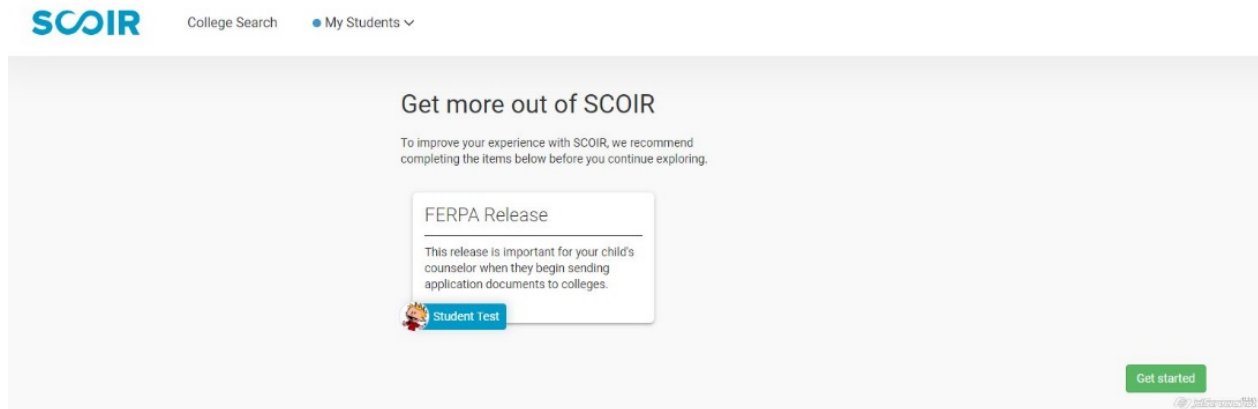 SCOIR College Search My Students
Get more out of SCOIR
To improve your experience with SCOIR, we recommend
completing the items below before you continue exploring.
FERPA Release
This release is important for your child's
counselor when they begin sending
application documents to colleges.
Student Test
Get started